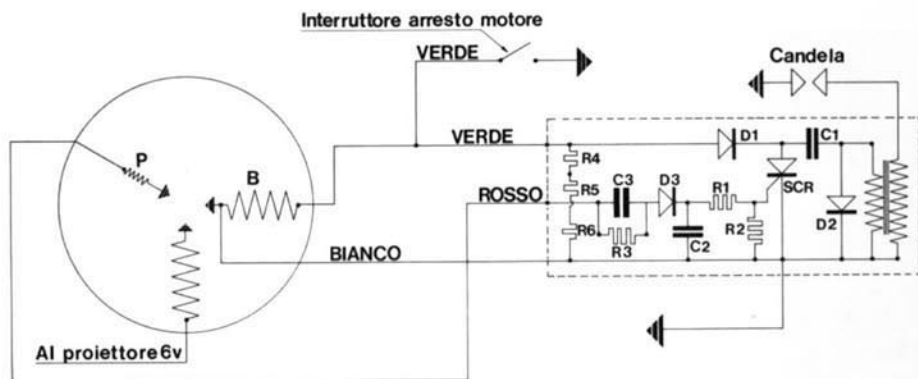 Interruttore arresto motore
VERDE
Candela
VERDE
D1
C1
P
B
R4
R5
C3
D3
R1
SCR
ROSSO
R6
R3
C2
R2
D2
BIANCO
Al proiettore 6v